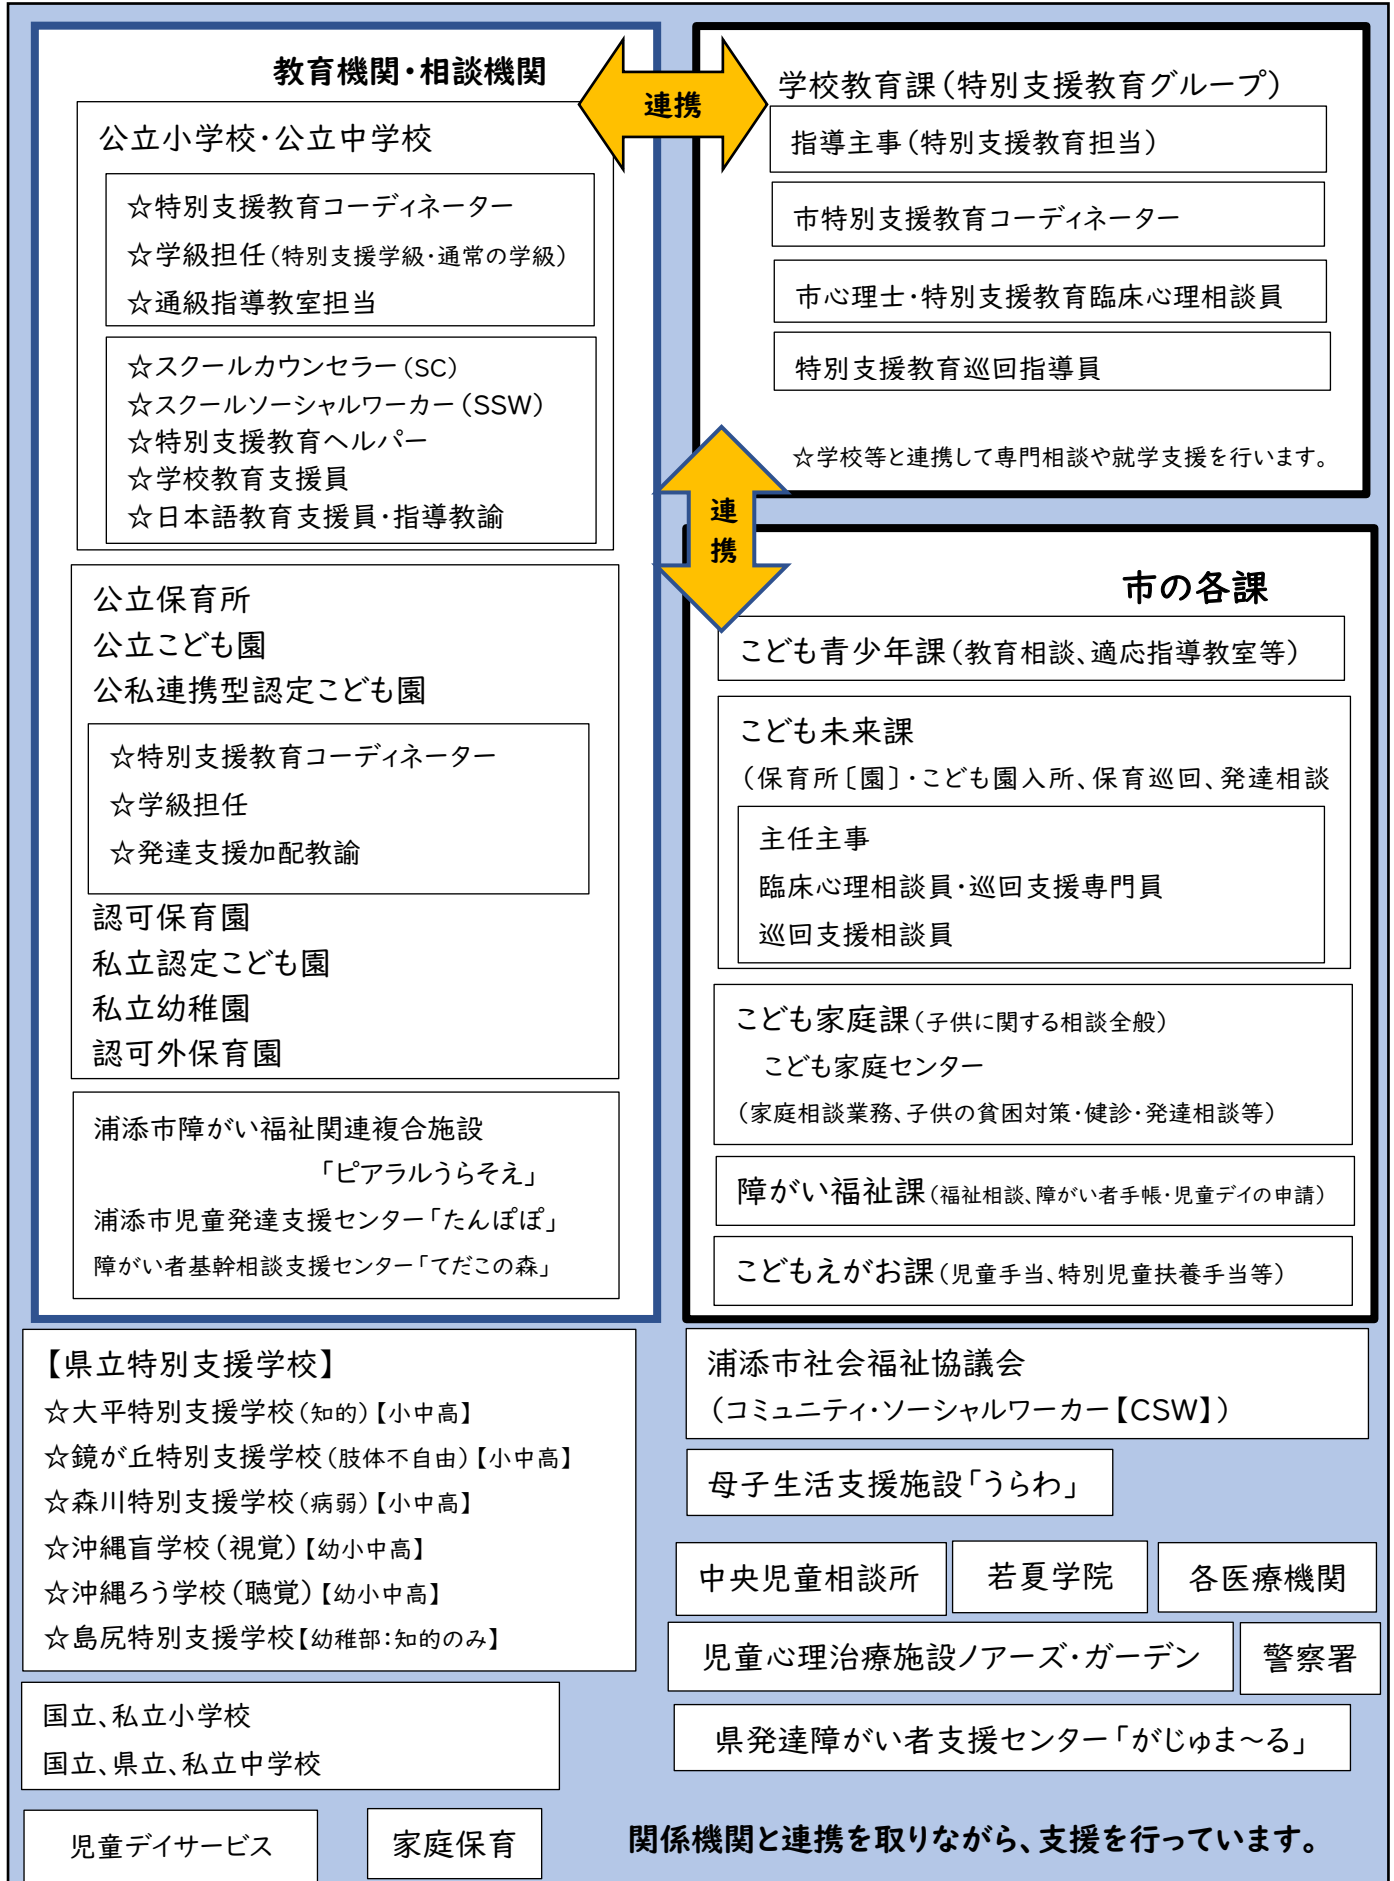 教育機関・相談機関
公立小学校・公立中学校
☆特別支援教育コーディネーター
☆学級担任(特別支援学級・通常の学級)
☆通級指導教室担当
☆スクールカウンセラー(SC)
☆スクールソーシャルワーカー(SSW)
☆特別支援教育ヘルパー
☆学校教育支援員
☆日本語教育支援員・指導教諭
公立保育所
公立こども園
公私連携型認定こども園
☆特別支援教育コーディネーター
☆学級担任
☆発達支援加配教諭
認可保育園
私立認定こども園
私立幼稚園
認可外保育園
浦添市障がい福祉関連複合施設
「ピアラルうらそえ」
浦添市児童発達支援センター「たんぽぽ」
障がい者基幹相談支援センター「てだこの森」
連携
学校教育課(特別支援教育グループ)
指導主事(特別支援教育担当)
市特別支援教育コーディネーター
市心理士・特別支援教育臨床心理相談員
特別支援教育巡回指導員
☆学校等と連携して専門相談や就学支援を行います。
連
携
市の各課
こども青少年課(教育相談、適応指導教室等)
こども未来課
(保育所〔園〕・こども園入所、保育巡回、発達相談
主任主事
臨床心理相談員・巡回支援専門員
巡回支援相談員
こども家庭課(子供に関する相談全般)
こども家庭センター
(家庭相談業務、子供の貧困対策・健診・発達相談等)
障がい福祉課(福祉相談、障がい者手帳・児童デイの申請)
こどもえがお課(児童手当、特別児童扶養手当等)
【県立特別支援学校】
☆大平特別支援学校(知的)【小中高】
☆鏡が丘特別支援学校(肢体不自由)【小中高】
☆森川特別支援学校(病弱)【小中高】
☆沖縄盲学校(視覚)【幼小中高】
☆沖縄ろう学校(聴覚)【幼小中高】
☆島尻特別支援学校【幼稚部:知的のみ】
国立、私立小学校
国立、県立、私立中学校
児童デイサービス
家庭保育
浦添市社会福祉協議会
(コミュニティ・ソーシャルワーカー【CSW】)
母子生活支援施設「うらわ」
中央児童相談所
若夏学院
各医療機関
児童心理治療施設ノアーズ・ガーデン
警察署
県発達障がい者支援センター「がじゅま~る」
関係機関と連携を取りながら、支援を行っています。